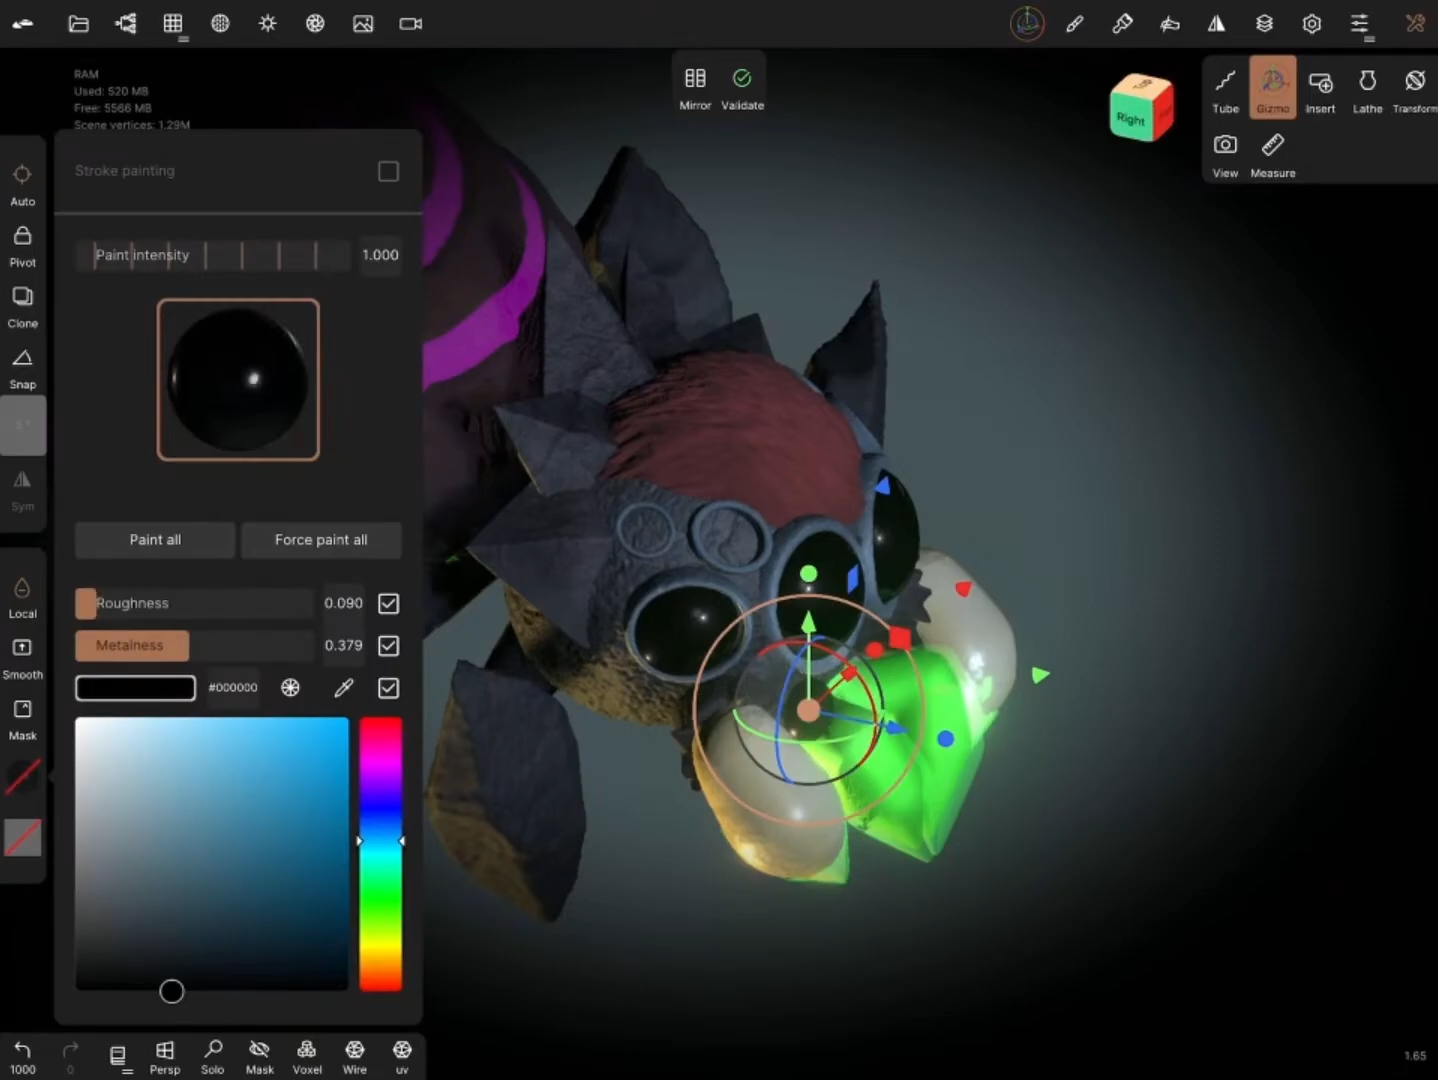 RAM
Used: 520 MB
Free: 5566 MB
Scene vertices: 1.29M
Mirror
Validate
Top
Right
Tube
Gizmo
Insert
Lathe
Transform
View
Measure
Auto
Pivot
Clone
Snap
Sym
Local
Smooth
Mask
Stroke painting
Paint intensity 1.000
Paint all
Force paint all
Roughness 0.090
Metalness 0.379
#000000
1000
0
Persp
Solo
Mask
Voxel
Wire
uv
1.65